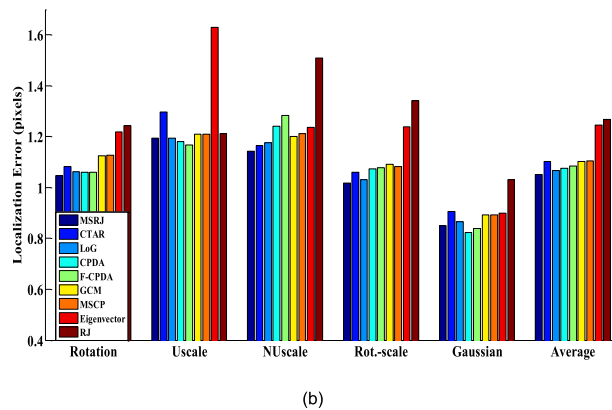 Localization Error (pixels)
1.6
1.4
1.2
1
0.8
0.6
0.4
MSRJ
CTAR
LoG
CPDA
F-CPDA
GCM
MSCP
Eigenvector
RJ
Rotation Uscale NUscale Rot.-scale Gaussian Average
(b)